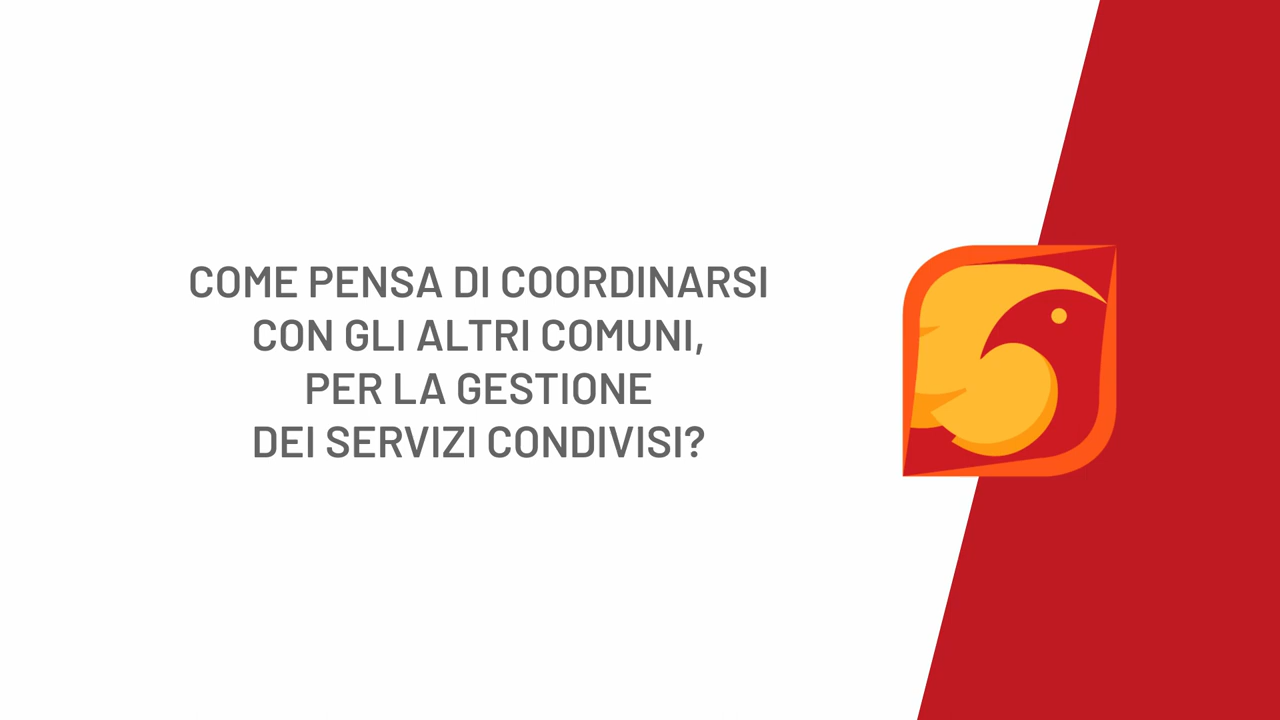 COME PENSA DI COORDINARSI
CON GLI ALTRI COMUNI,
PER LA GESTIONE
DEI SERVIZI CONDIVISI?